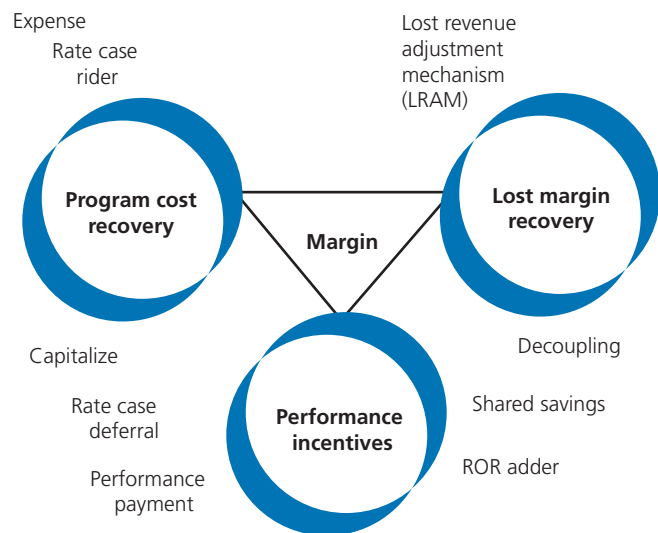 Expense
Rate case
rider
Lost revenue
adjustment
mechanism
(LRAM)
Program cost
recovery
Lost margin
recovery
Margin
Capitalize
Decoupling
Rate case
deferral
Shared savings
Performance
incentives
Performance
payment
ROR adder